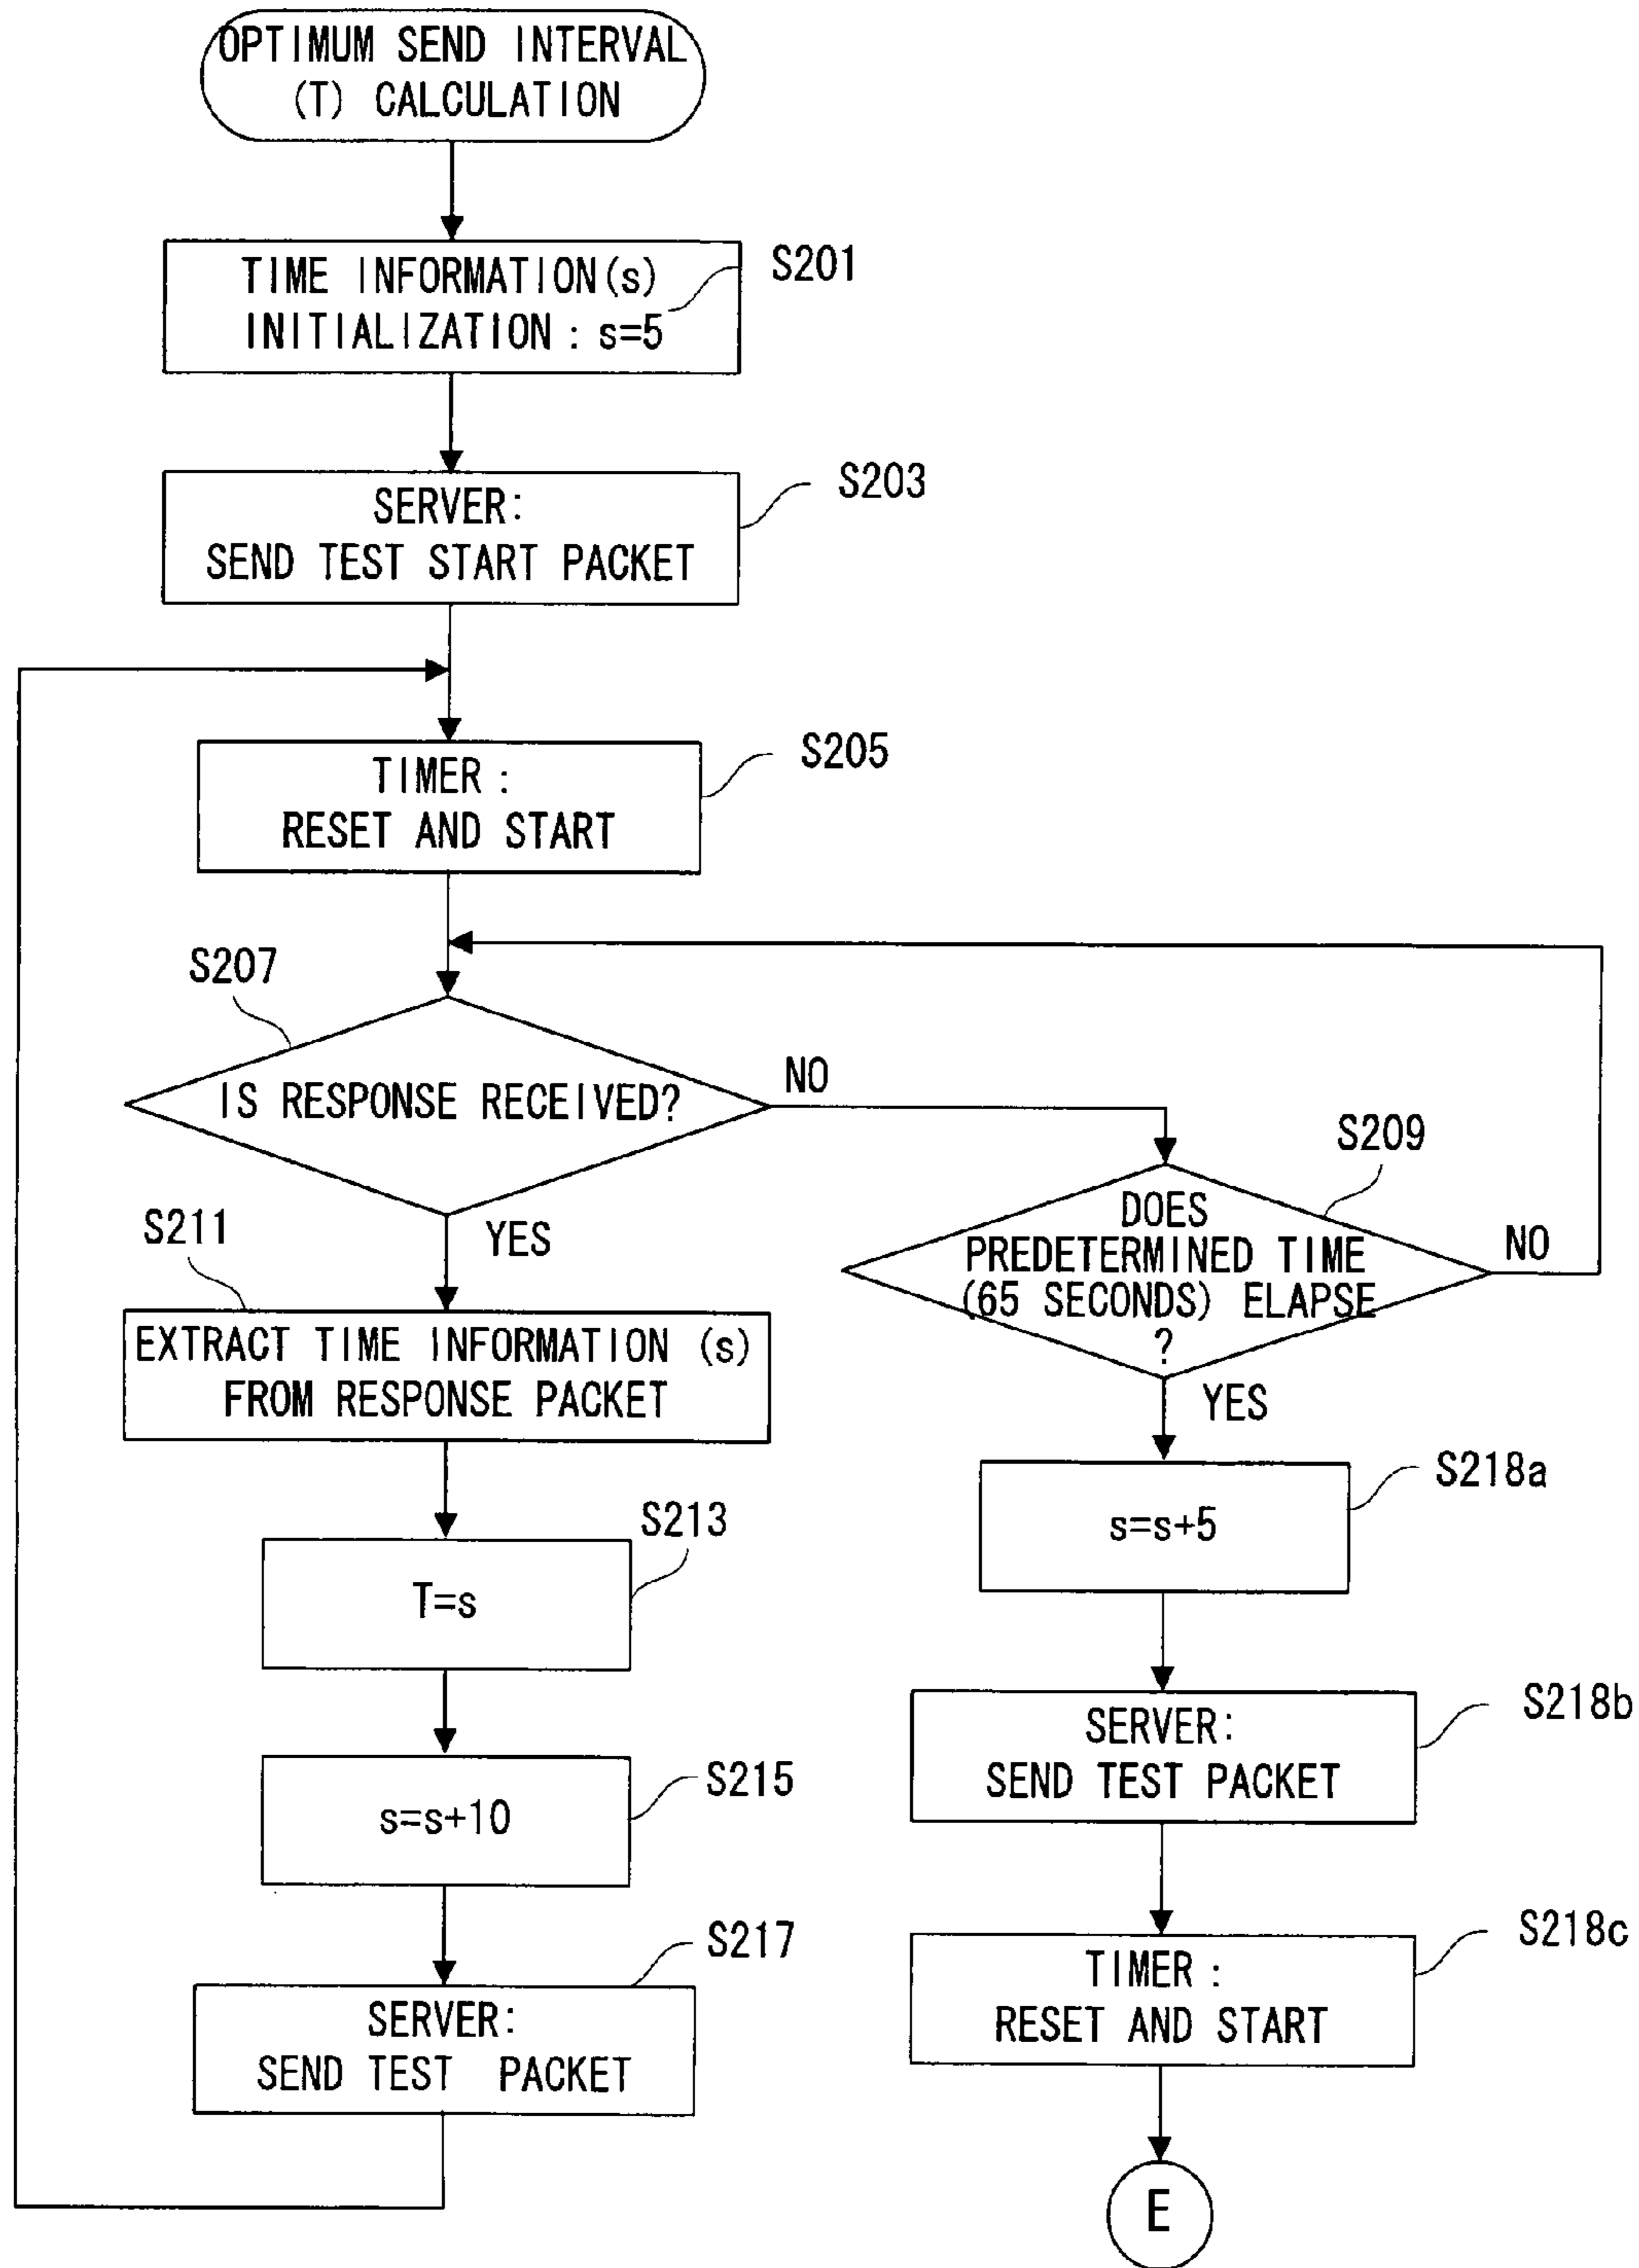 OPTIMUM SEND INTERVAL
(T) CALCULATION
TIME INFORMATION(s)
INITIALIZATION : s=5
S201
SERVER:
SEND TEST START PACKET
S203
TIMER :
RESET AND START
S205
S207
IS RESPONSE RECEIVED?
NO
YES
S209
DOES
PREDETERMINED TIME
(65 SECONDS) ELAPSE
?
NO
YES
S211
EXTRACT TIME INFORMATION (s)
FROM RESPONSE PACKET
S213
T=s
S215
s=s+10
S217
SERVER:
SEND TEST PACKET
S218a
s=s+5
S218b
SERVER:
SEND TEST PACKET
S218c
TIMER :
RESET AND START
E